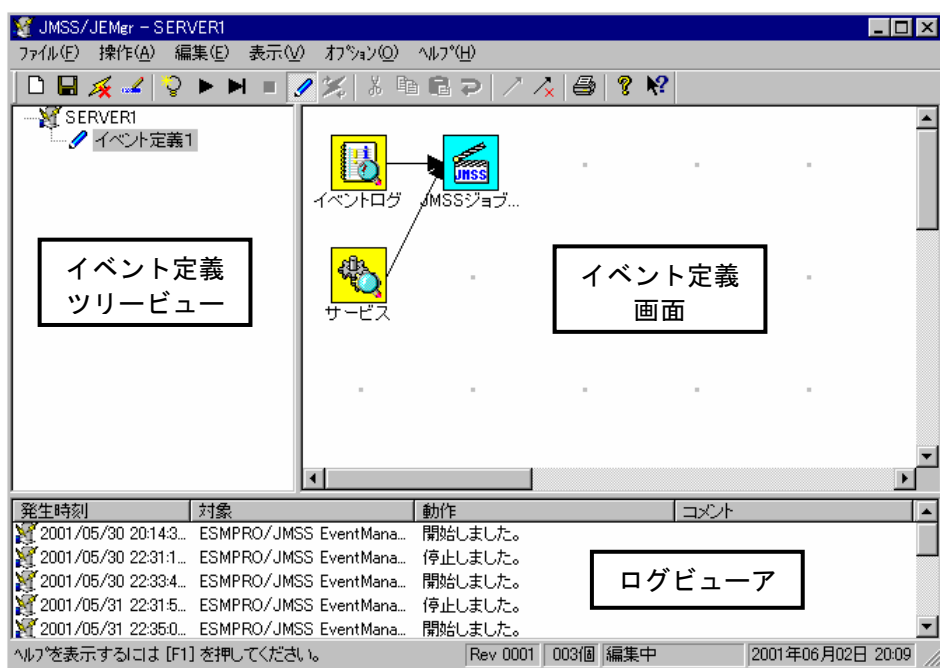 JMSS/JEMgr - SERVER1
ファイル(F) 操作(A) 編集(E) 表示(V) オプション(O) ヘルプ(H)
SERVER1
イベント定義1
イベント定義
ツリービュー
イベントログ
JMSS
JMSSジョブ...
サービス
イベント定義
画面
発生時刻 対象 動作 コメント
2001/05/30 20:14:3... ESMPRO/JMSS EventMana... 開始しました。
2001/05/30 22:31:1... ESMPRO/JMSS EventMana... 停止しました。
2001/05/30 22:33:4... ESMPRO/JMSS EventMana... 開始しました。
2001/05/31 22:31:5... ESMPRO/JMSS EventMana... 停止しました。
2001/05/31 22:35:0... ESMPRO/JMSS EventMana... 開始しました。
ログビューア
ヘルプを表示するには [F1] を押してください。 Rev 0001 003個 編集中 2001年06月02日 20:09